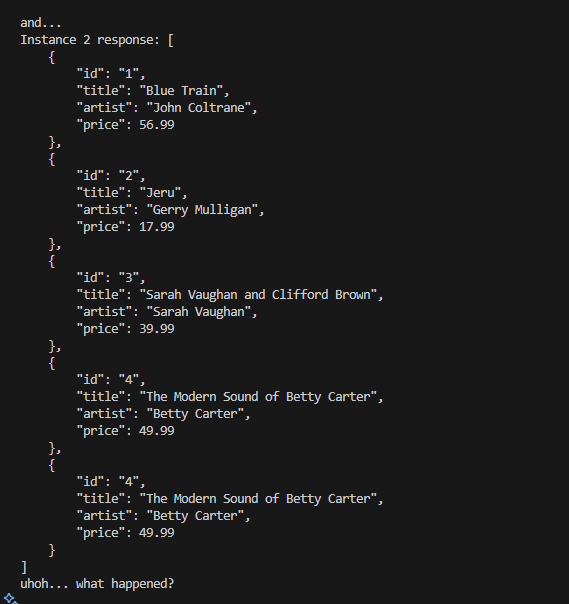 and...
Instance 2 response: [
    {
        "id": "1",
        "title": "Blue Train",
        "artist": "John Coltrane",
        "price": 56.99
    },
    {
        "id": "2",
        "title": "Jeru",
        "artist": "Gerry Mulligan",
        "price": 17.99
    },
    {
        "id": "3",
        "title": "Sarah Vaughan and Clifford Brown",
        "artist": "Sarah Vaughan",
        "price": 39.99
    },
    {
        "id": "4",
        "title": "The Modern Sound of Betty Carter",
        "artist": "Betty Carter",
        "price": 49.99
    },
    {
        "id": "4",
        "title": "The Modern Sound of Betty Carter",
        "artist": "Betty Carter",
        "price": 49.99
    }
]
uhoh... what happened?